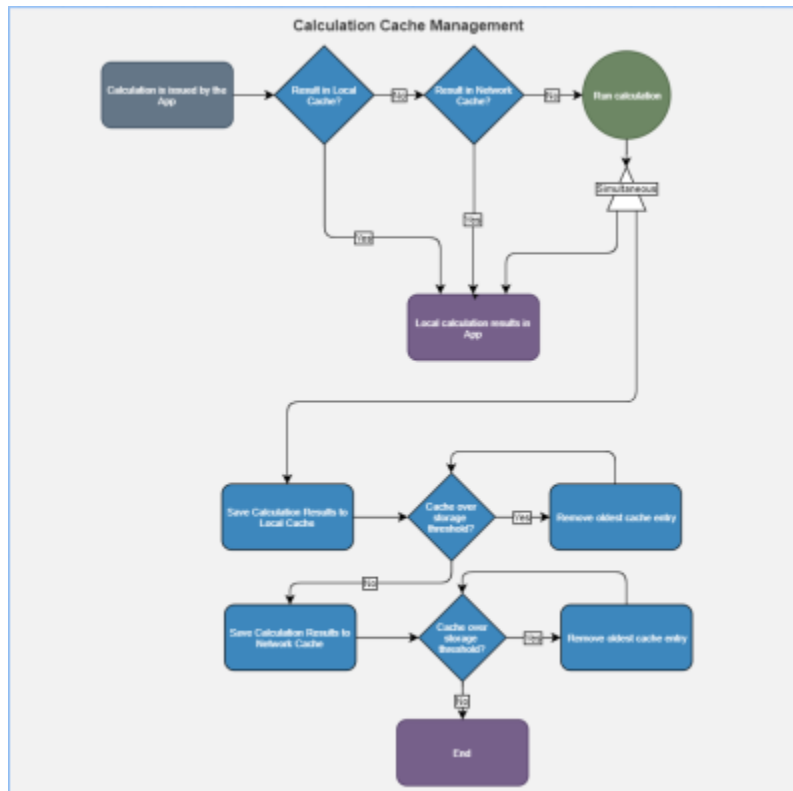 Calculation Cache Management
Calculation is issued by the
App
Result in Local
Cache?
No
Result in Network
Cache?
No
Run calculation
Simultaneous
Yes
Yes
Local calculation results in
App
Save Calculation Results to
Local Cache
Cache over
storage
threshold?
Yes
Remove oldest cache entry
No
Save Calculation Results to
Network Cache
Cache over
storage
threshold?
Yes
Remove oldest cache entry
No
End